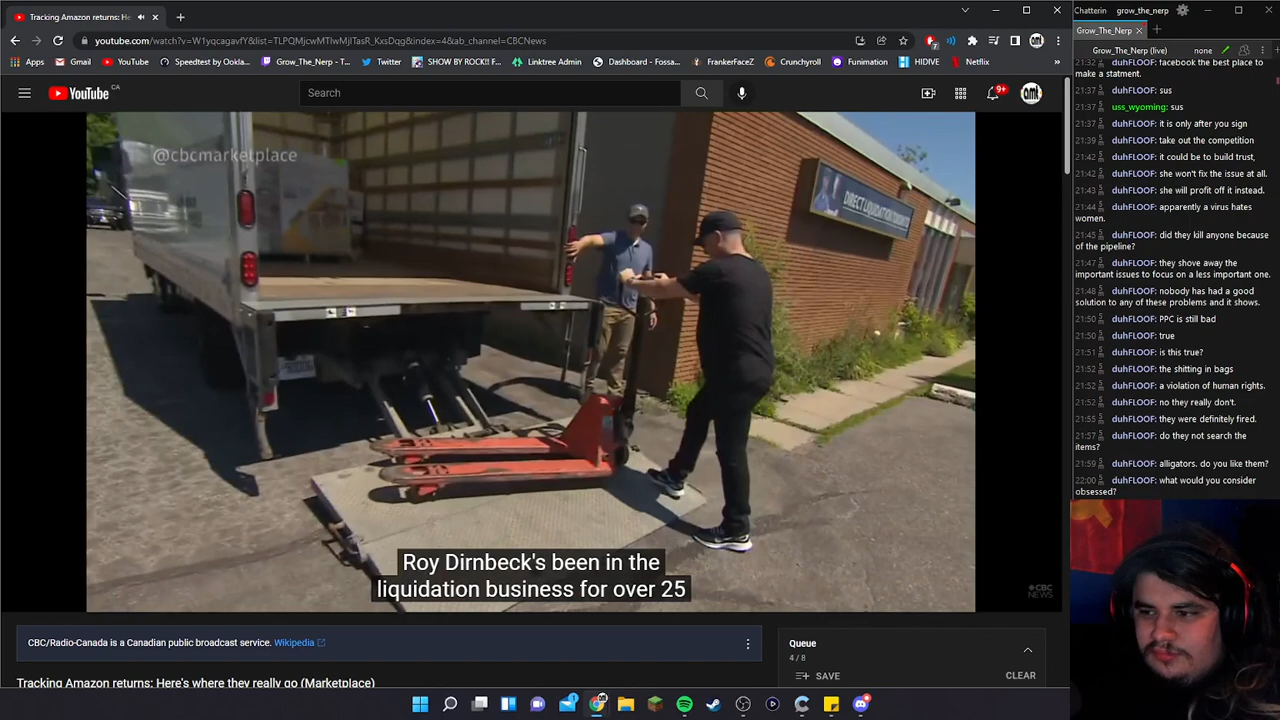 Tracking Amazon returns: He
youtube.com/watch?v=W1yqcagavfY&list=TLPQMjcwMTIwMjITasR_KxsDqg&index=4&ab_channel=CBCNews
Apps
Gmail
YouTube
Speedtest by Ookla...
Grow_The_Nerp - T...
Twitter
SHOW BY ROCK!! F...
Linktree Admin
Dashboard - Fossa...
FrankerFaceZ
Crunchyroll
Funimation
HIDIVE
Netflix
YouTube CA
Search
9+
@cbcmarketplace
DIRECT LIQUIDATION
Roy Dirnbeck's been in the
liquidation business for over 25
CBC
NEWS
CBC/Radio-Canada is a Canadian public broadcast service. Wikipedia
Queue
4 / 8
SAVE
CLEAR
Tracking Amazon returns: Here's where they really go (Marketplace)
Chatterin
grow_the_nerp
Grow_The_Nerp
Grow_The_Nerp (live)
none
21:32 duhFLOOF: facebook the best place to
make a statment.
21:37 duhFLOOF: sus
21:37 uss_wyoming: sus
21:37 duhFLOOF: it is only after you sign
21:39 duhFLOOF: take out the competition
21:42 duhFLOOF: it could be to build trust,
21:42 duhFLOOF: she won't fix the issue at all.
21:43 duhFLOOF: she will profit off it instead.
21:44 duhFLOOF: apparently a virus hates
women.
21:45 duhFLOOF: did they kill anyone because
of the pipeline?
21:47 duhFLOOF: they shove away the
important issues to focus on a less important one.
21:48 duhFLOOF: nobody has had a good
solution to any of these problems and it shows.
21:50 duhFLOOF: PPC is still bad
21:50 duhFLOOF: true
21:51 duhFLOOF: is this true?
21:52 duhFLOOF: the shitting in bags
21:52 duhFLOOF: a violation of human rights.
21:52 duhFLOOF: no they really don't.
21:55 duhFLOOF: they were definitely fired.
21:57 duhFLOOF: do they not search the
items?
21:59 duhFLOOF: alligators. do you like them?
22:00 duhFLOOF: what would you consider
obsessed?